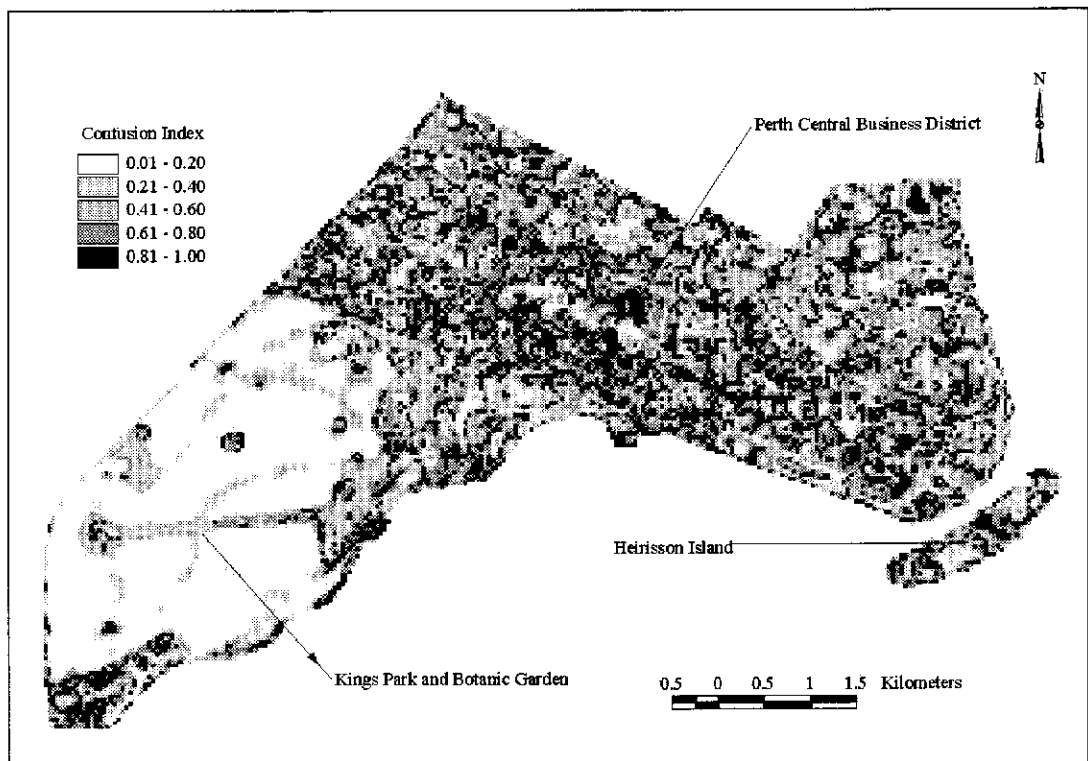 N
Perth Central Business District
Confusion Index
0.01 - 0.20
0.21 - 0.40
0.41 - 0.60
0.61 - 0.80
0.81 - 1.00
Heirisson Island
Kings Park and Botanic Garden
0.5 0 0.5 1 1.5 Kilometers